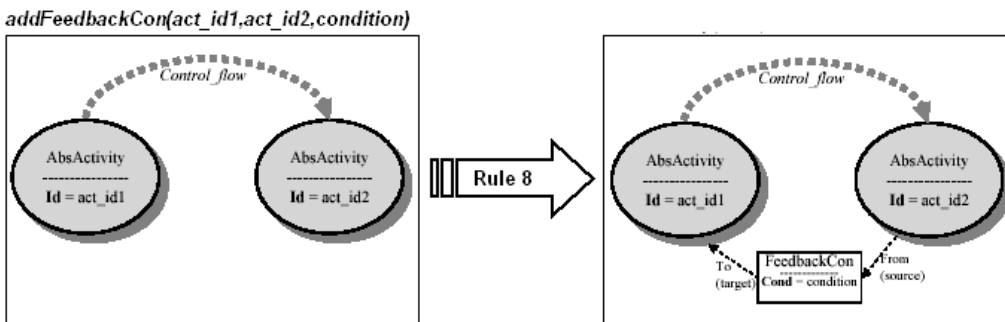 addFeedbackCon(act_id1,act_id2,condition)
Control_flow
AbsActivity
----------------
Id = act_id1
AbsActivity
----------------
Id = act_id2
Rule 8
Control_flow
AbsActivity
----------------
Id = act_id1
AbsActivity
----------------
Id = act_id2
To
(target)
FeedbackCon
-------------
Cond = condition
From
(source)